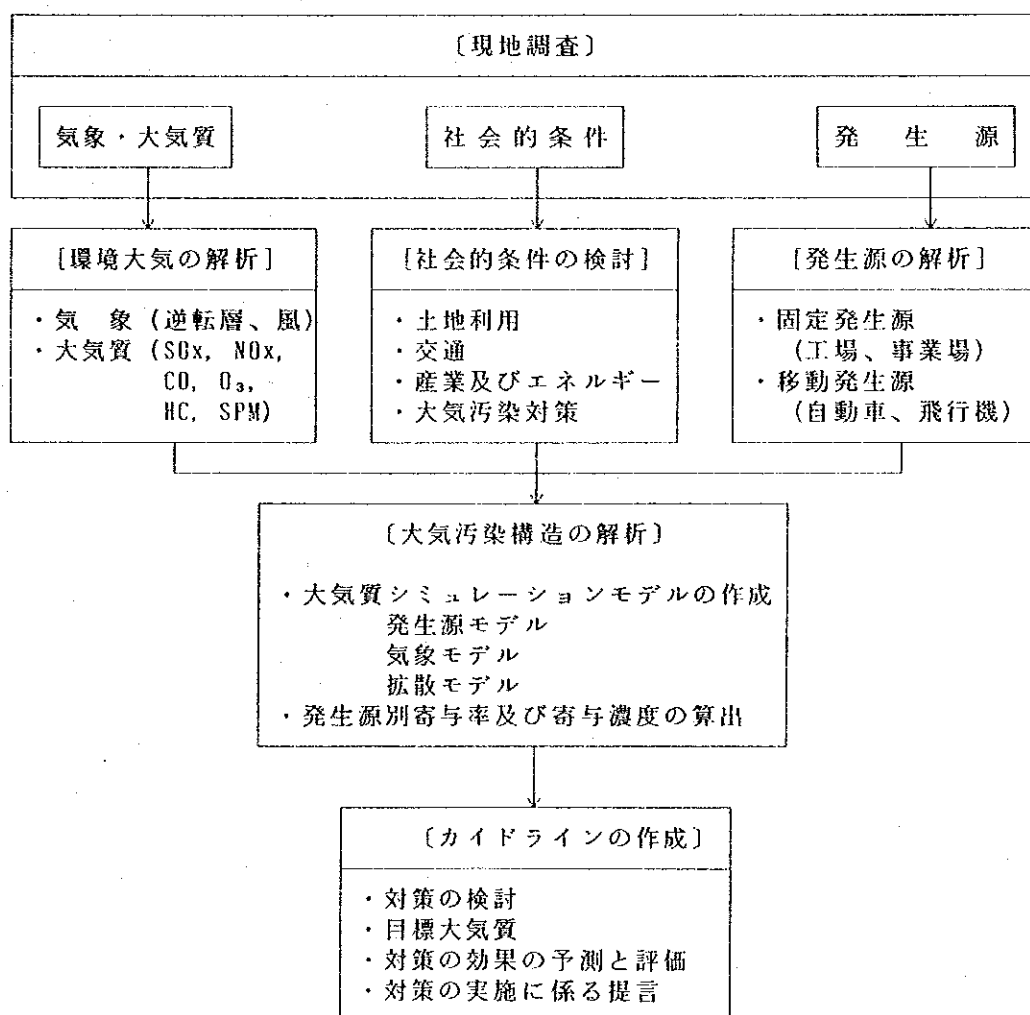 〔現地調査〕
気象・大気質
社会的条件
発生源
[環境大気の解析]
・気　象 (逆転層、風)
・大気質 (SOx, NOx,
CO, O₃,
HC, SPM)
[社会的条件の検討]
・土地利用
・交通
・産業及びエネルギー
・大気汚染対策
[発生源の解析]
・固定発生源
(工場、事業場)
・移動発生源
(自動車、飛行機)
〔大気汚染構造の解析〕
・大気質シミュレーションモデルの作成
発生源モデル
気象モデル
拡散モデル
・発生源別寄与率及び寄与濃度の算出
〔カイドラインの作成〕
・対策の検討
・目標大気質
・対策の効果の予測と評価
・対策の実施に係る提言